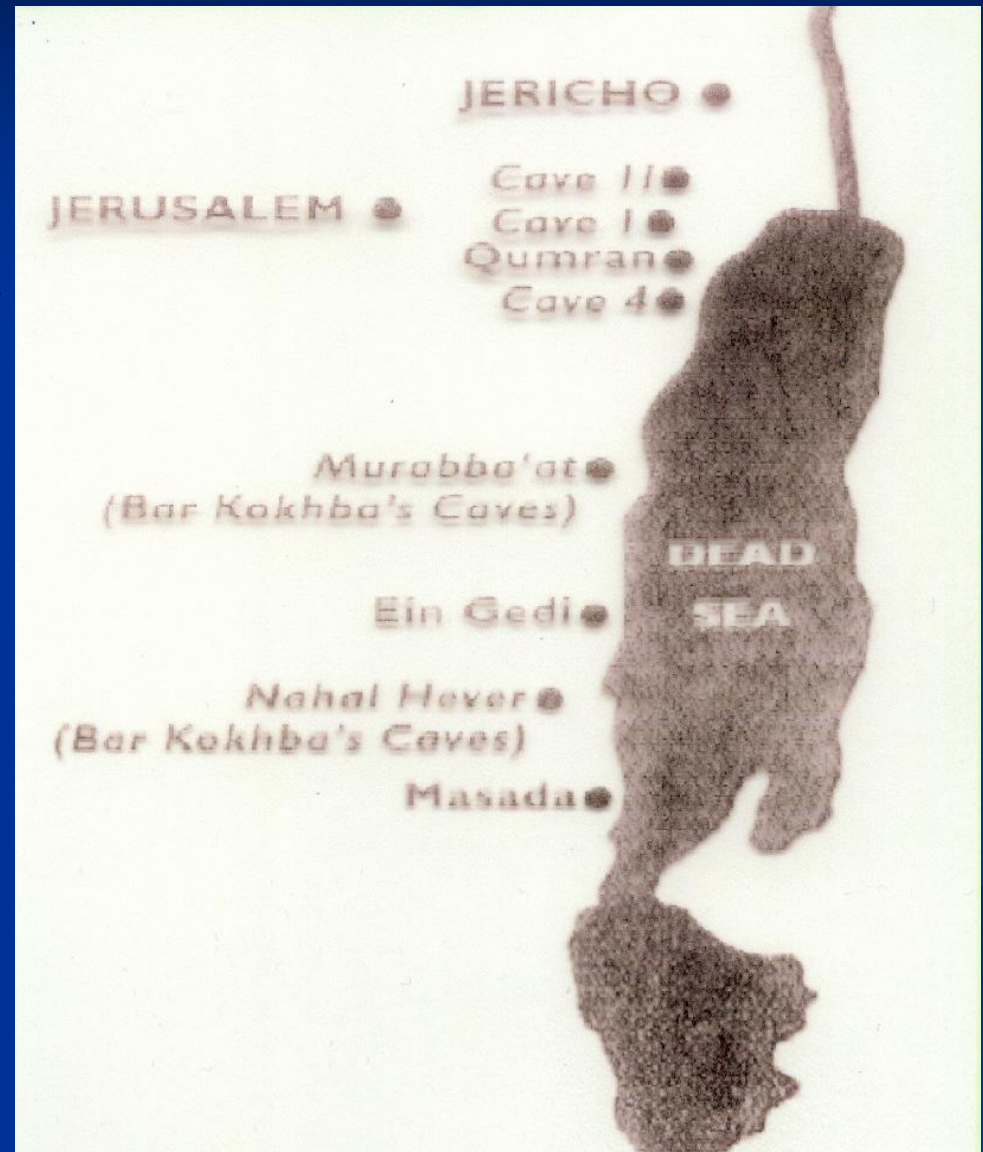 JERICHO
Cave 11
JERUSALEM
Cave 1
Qumran
Cave 4
Murabba'at
(Bar Kokhba's Caves)
DEAD
SEA
Ein Gedi
Nahal Hever
(Bar Kokhba's Caves)
Masada